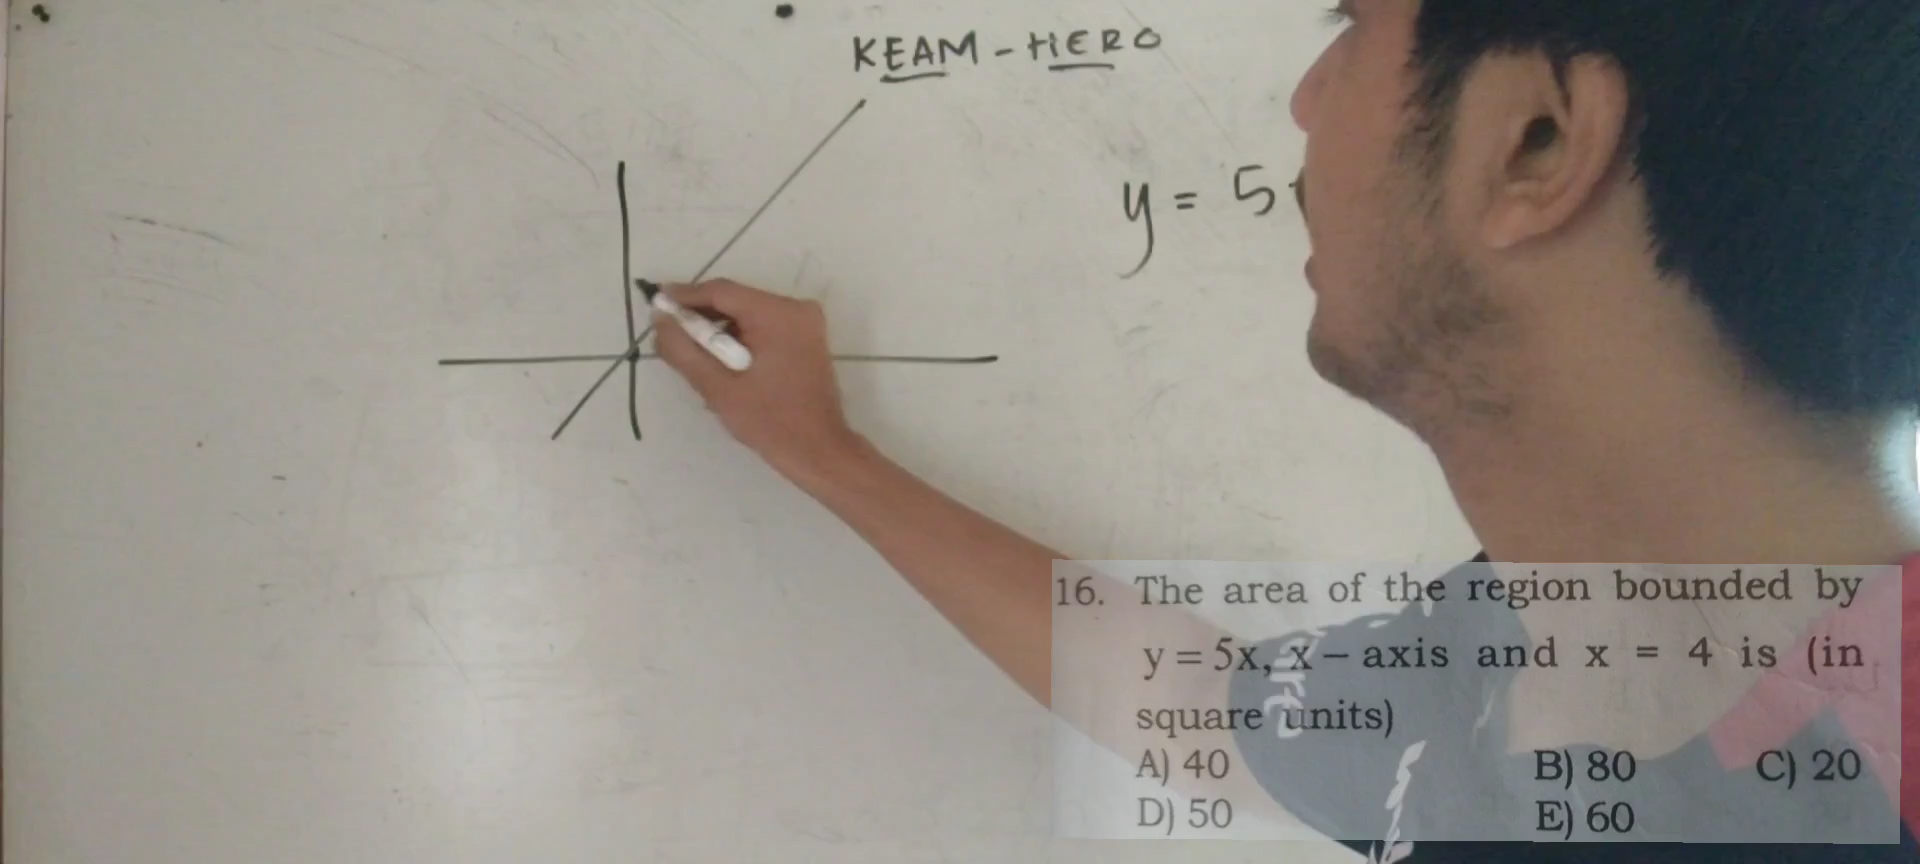 KEAM - HERO
y = 5
16. The area of the region bounded by
y = 5x, x – axis and x = 4 is (in
square units)
A) 40 B) 80 C) 20
D) 50 E) 60